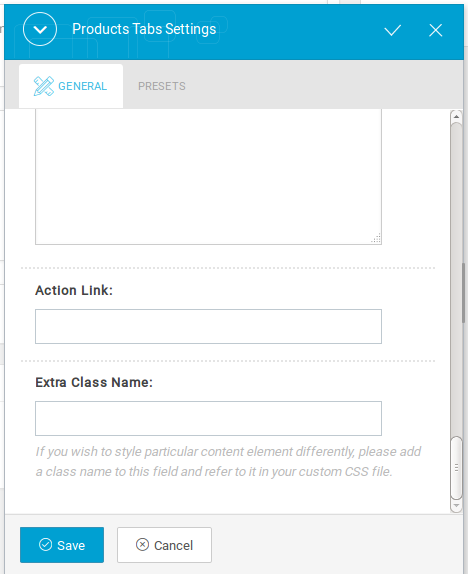 Products Tabs Settings
GENERAL
PRESETS
Action Link:
Extra Class Name:
If you wish to style particular content element differently, please add
a class name to this field and refer to it in your custom CSS file.
Save
Cancel